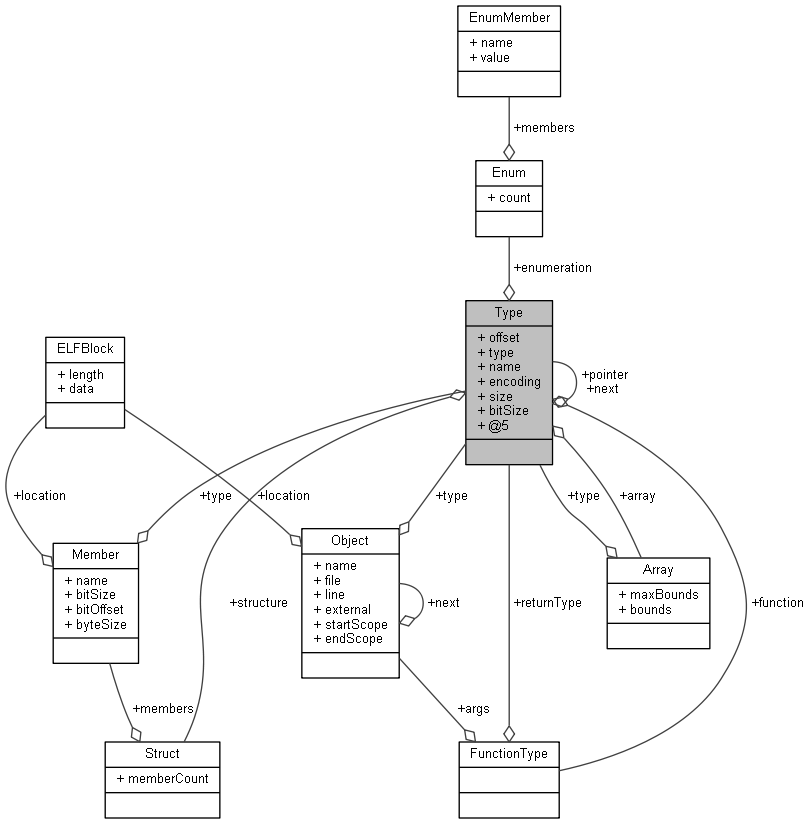 EnumMember
+ name
+ value
+members
Enum
+ count
+enumeration
Type
+ offset
+ type
+ name
+ encoding
+ size
+ bitSize
+ @5
+pointer
+next
ELFBlock
+ length
+ data
+location
+type
+location
+type
+type
+array
Member
+ name
+ bitSize
+ bitOffset
+ byteSize
Object
+ name
+ file
+ line
+ external
+ startScope
+ endScope
+next
Array
+ maxBounds
+ bounds
+structure
+returnType
+function
+members
+args
Struct
+ memberCount
FunctionType